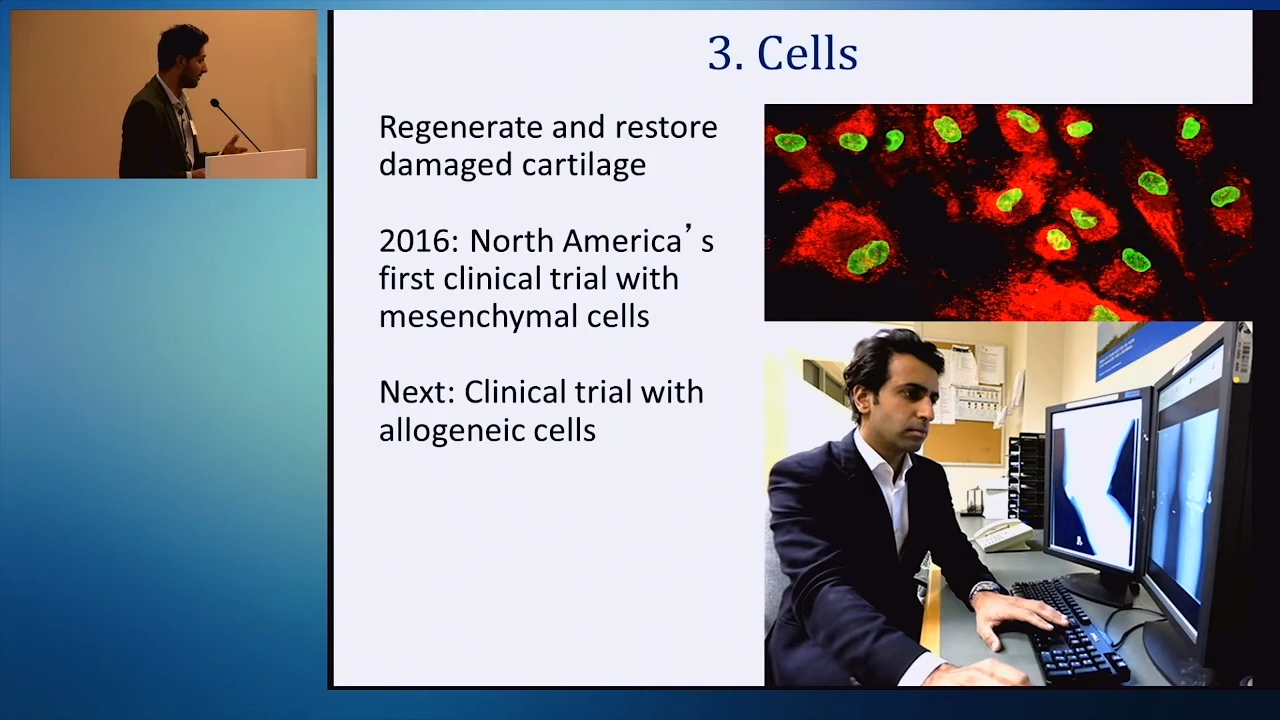 3. Cells
Regenerate and restore
damaged cartilage
2016: North America’s
first clinical trial with
mesenchymal cells
Next: Clinical trial with
allogeneic cells